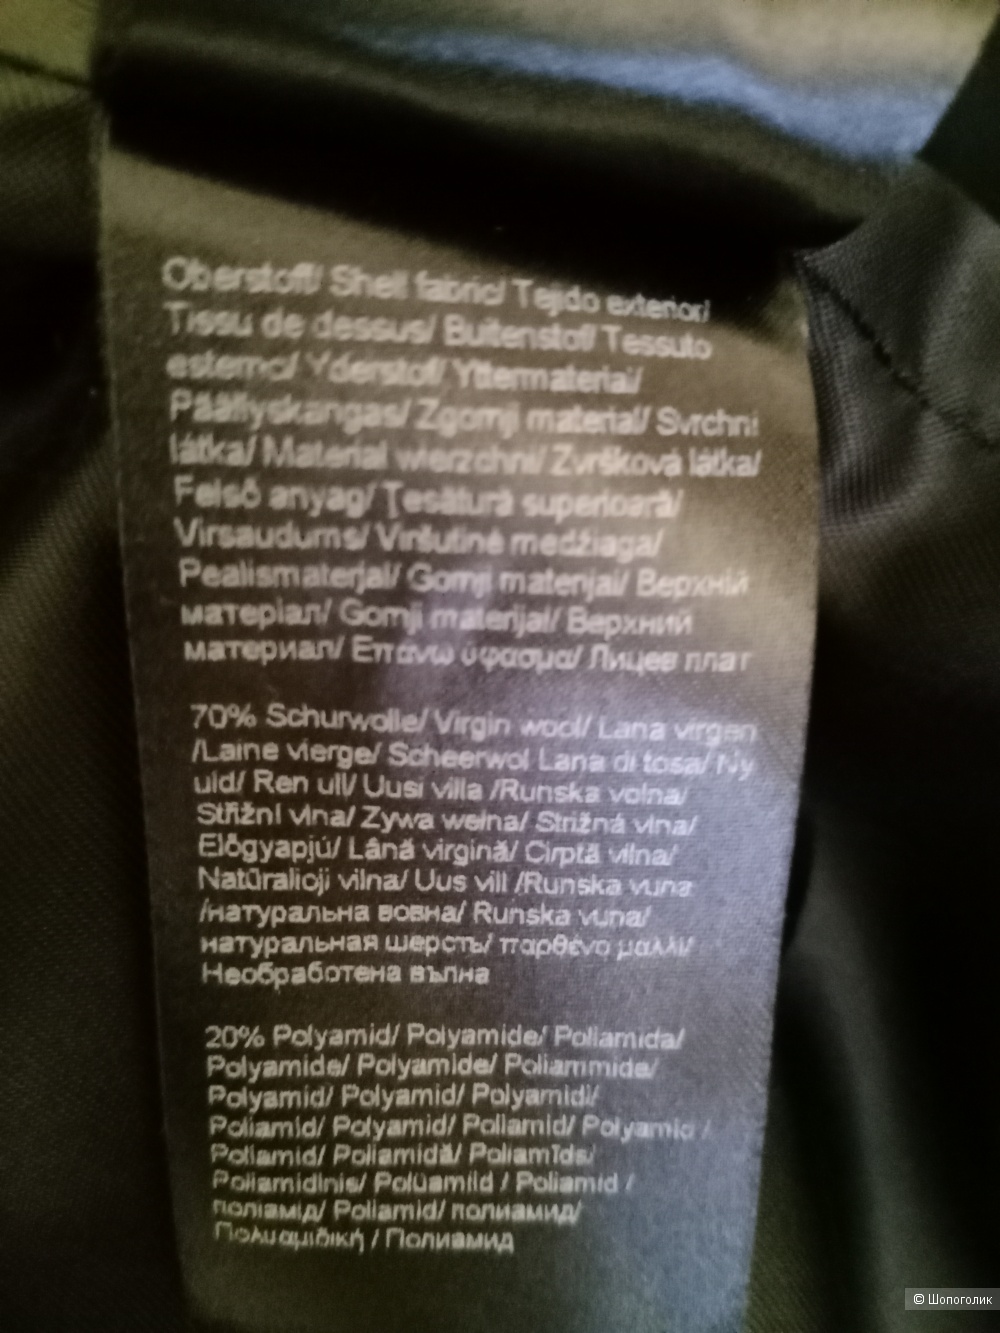 Oberstoff/ Shell fabric/ Tejido exterior/
Tissu de dessus/ Buitenstof/ Tessuto
esterno/ Yderstof/ Yttermaterial/
Päällyskangas/ Zgornji material/ Svrchní
látka/ Materiał wierzchni/ Zvršková látka/
Felső anyag/ Ţesătură superioară/
Virsaudums/ Viršutinė medžiaga/
Pealismaterjal/ Gornji materijal/ Верхній
матеріал/ Gornji materijal/ Верхний
материал/ Επάνω ύφασμα/ Лицев плат
70% Schurwolle/ Virgin wool/ Lana virgen
/Laine vierge/ Scheerwol Lana di tosa/ Ny
uld/ Ren ull/ Uusi villa /Runska volna/
Střižní vlna/ Zywa wełna/ Strižná vlna/
Előgyapjú/ Lână virgină/ Cirptā vilna/
Natūralioji vilna/ Uus vill /Runska vuna
/натуральна вовна/ Runska vuna/
натуральная шерсть/ παρθένο μαλλί/
Необработена вълна
20% Polyamid/ Polyamide/ Poliamida/
Polyamide/ Polyamide/ Poliammide/
Polyamid/ Polyamid/ Polyamidi/
Poliamid/ Polyamid/ Poliamid/ Polyamid /
Poliamid/ Poliamidă/ Poliamīds/
Poliamidinis/ Polüamiid / Poliamid /
поліамід/ Poliamid/ полиамид/
Πολυαμιδική / Полиамид
© Шопоголик